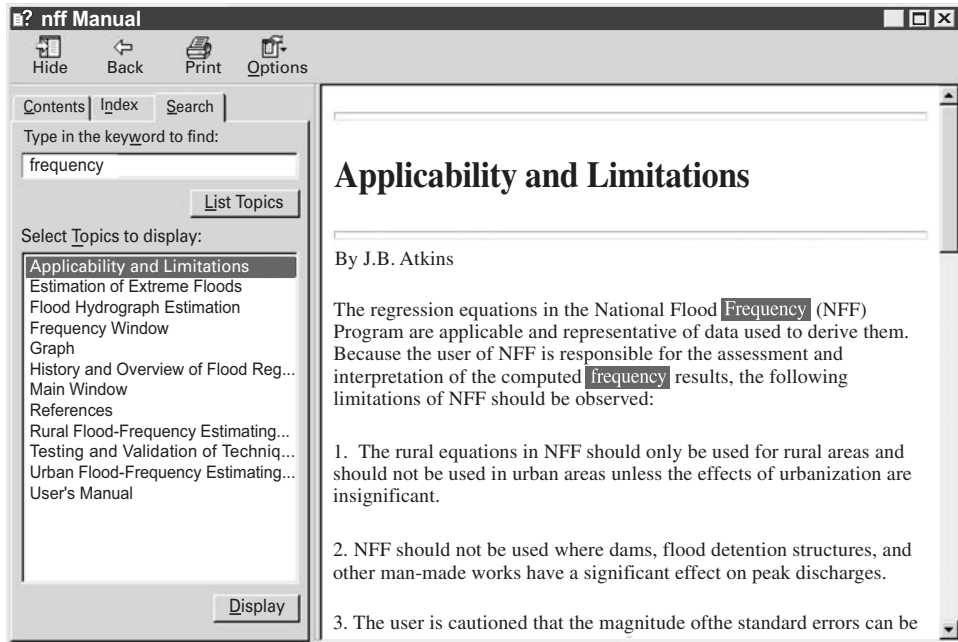 nff Manual
Hide Back Print Options
Contents Index Search
Type in the keyword to find:
frequency
List Topics
Select Topics to display:
Applicability and Limitations
Estimation of Extreme Floods
Flood Hydrograph Estimation
Frequency Window
Graph
History and Overview of Flood Reg...
Main Window
References
Rural Flood-Frequency Estimating...
Testing and Validation of Techniq...
Urban Flood-Frequency Estimating...
User's Manual
Display
Applicability and Limitations
By J.B. Atkins
The regression equations in the National Flood Frequency (NFF)
Program are applicable and representative of data used to derive them.
Because the user of NFF is responsible for the assessment and
interpretation of the computed frequency results, the following
limitations of NFF should be observed:
1. The rural equations in NFF should only be used for rural areas and
should not be used in urban areas unless the effects of urbanization are
insignificant.
2. NFF should not be used where dams, flood detention structures, and
other man-made works have a significant effect on peak discharges.
3. The user is cautioned that the magnitude ofthe standard errors can be